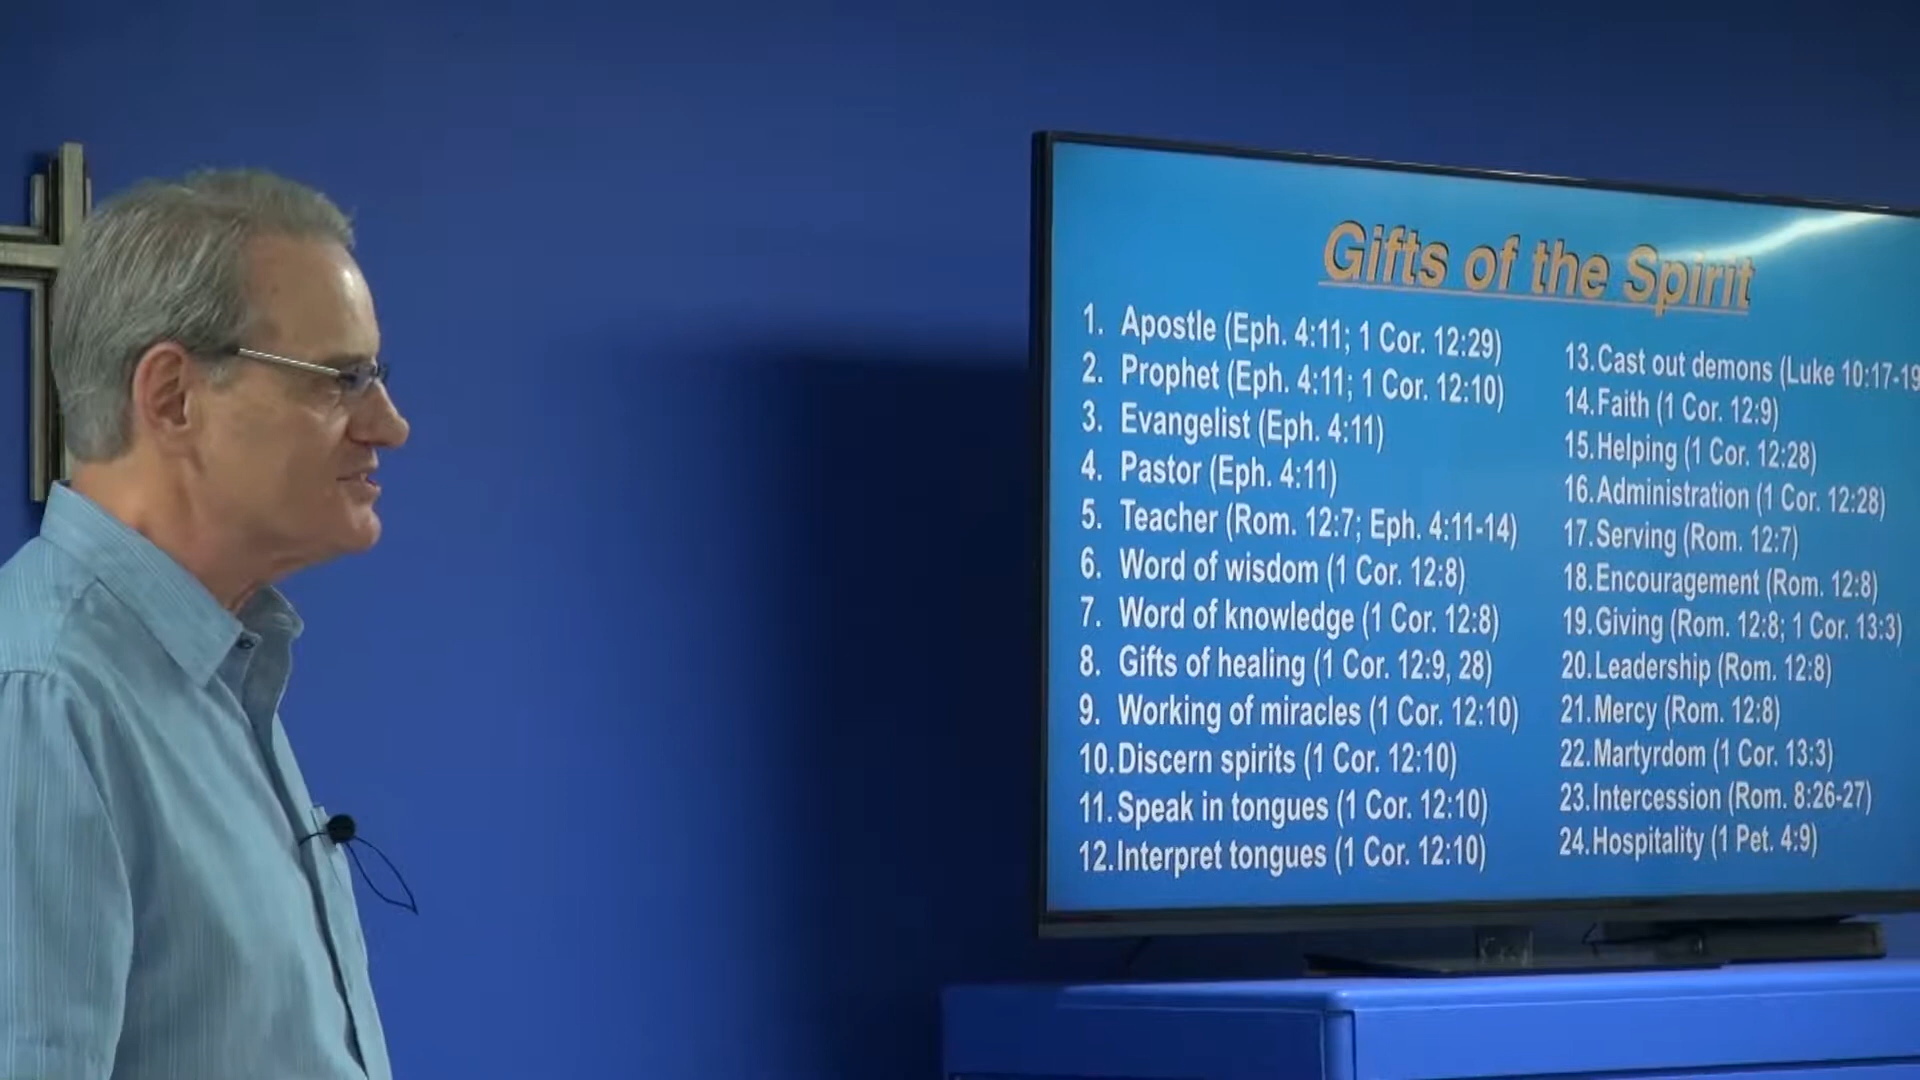 Gifts of the Spirit
1. Apostle (Eph. 4:11; 1 Cor. 12:29)
2. Prophet (Eph. 4:11; 1 Cor. 12:10)
3. Evangelist (Eph. 4:11)
4. Pastor (Eph. 4:11)
5. Teacher (Rom. 12:7; Eph. 4:11-14)
6. Word of wisdom (1 Cor. 12:8)
7. Word of knowledge (1 Cor. 12:8)
8. Gifts of healing (1 Cor. 12:9, 28)
9. Working of miracles (1 Cor. 12:10)
10. Discern spirits (1 Cor. 12:10)
11. Speak in tongues (1 Cor. 12:10)
12. Interpret tongues (1 Cor. 12:10)
13. Cast out demons (Luke 10:17-19
14. Faith (1 Cor. 12:9)
15. Helping (1 Cor. 12:28)
16. Administration (1 Cor. 12:28)
17. Serving (Rom. 12:7)
18. Encouragement (Rom. 12:8)
19. Giving (Rom. 12:8; 1 Cor. 13:3)
20. Leadership (Rom. 12:8)
21. Mercy (Rom. 12:8)
22. Martyrdom (1 Cor. 13:3)
23. Intercession (Rom. 8:26-27)
24. Hospitality (1 Pet. 4:9)